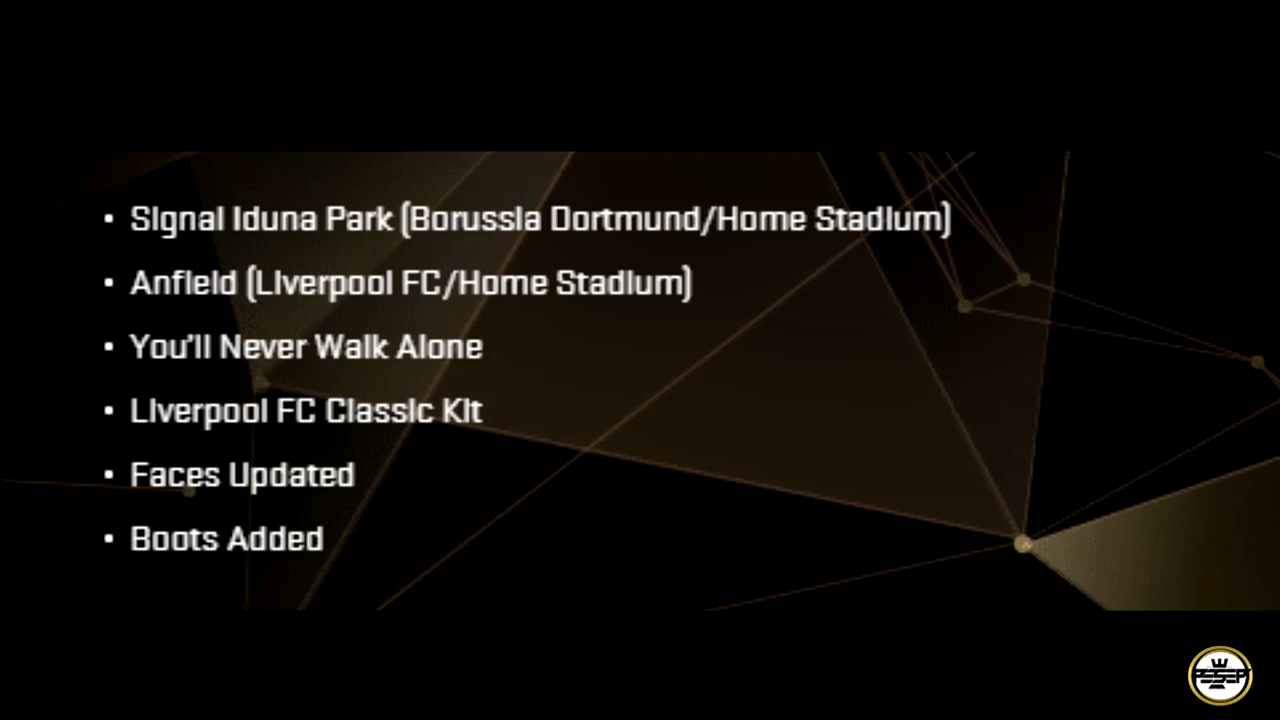 • Signal Iduna Park (Borussia Dortmund/Home Stadium)
• Anfield (Liverpool FC/Home Stadium)
• You'll Never Walk Alone
• Liverpool FC Classic Kit
• Faces Updated
• Boots Added